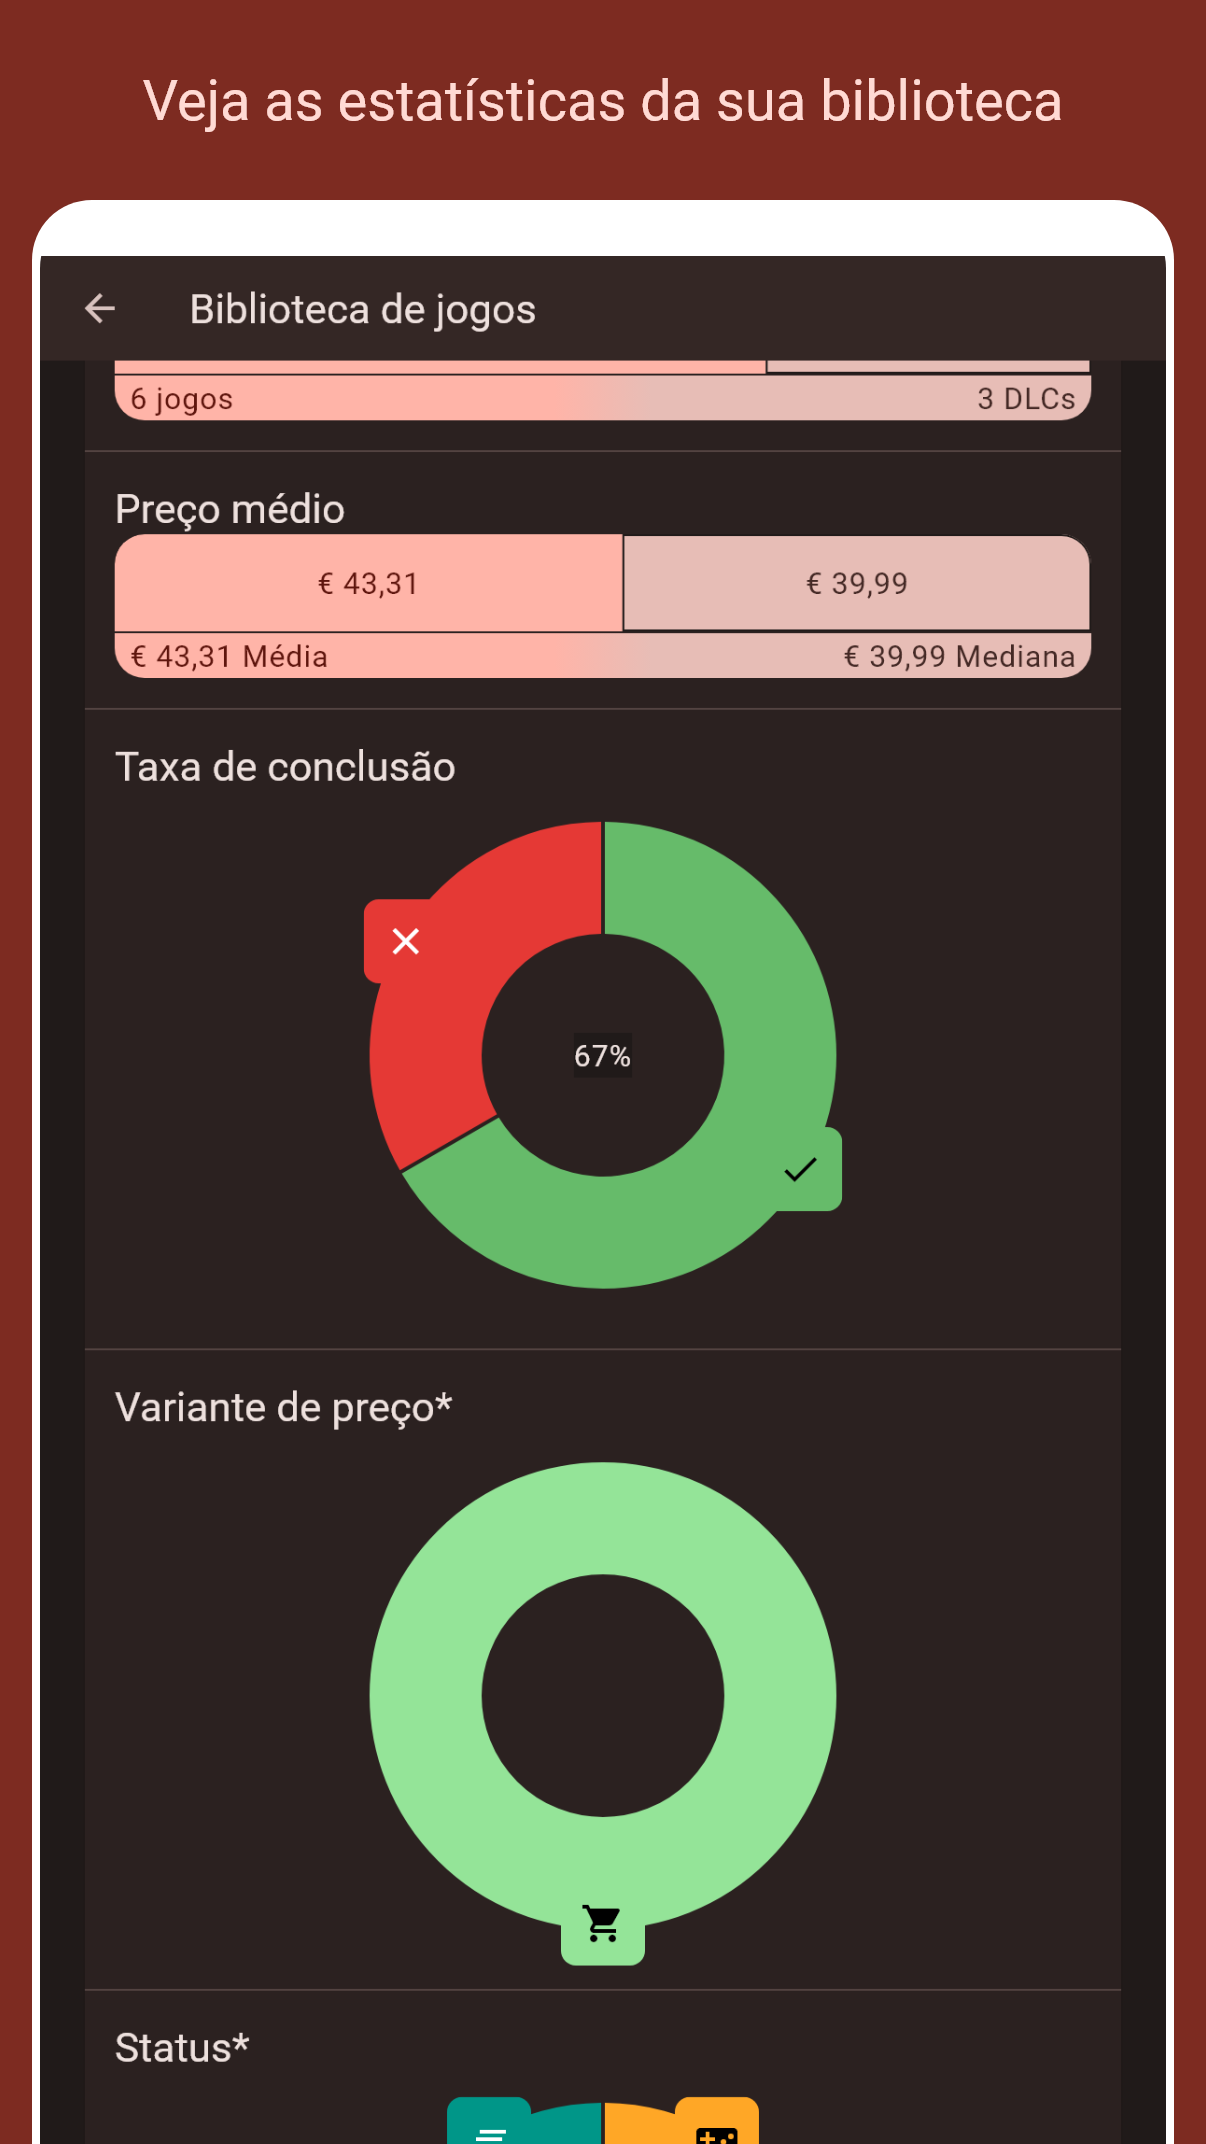 Veja as estatísticas da sua biblioteca
Biblioteca de jogos
6 jogos 3 DLCs
Preço médio
€ 43,31 € 39,99
€ 43,31 Média € 39,99 Mediana
Taxa de conclusão
67%
Variante de preço*
Status*